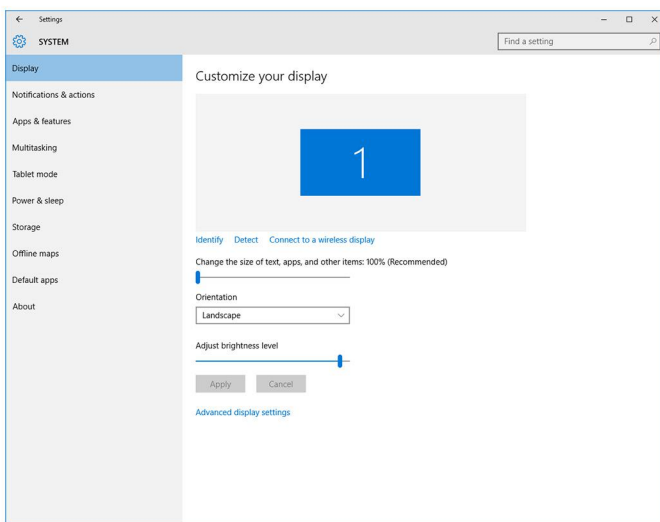 Settings
SYSTEM
Find a setting
Display
Notifications & actions
Apps & features
Multitasking
Tablet mode
Power & sleep
Storage
Offline maps
Default apps
About
Customize your display
1
Identify Detect Connect to a wireless display
Change the size of text, apps, and other items: 100% (Recommended)
Orientation
Landscape
Adjust brightness level
Apply Cancel
Advanced display settings